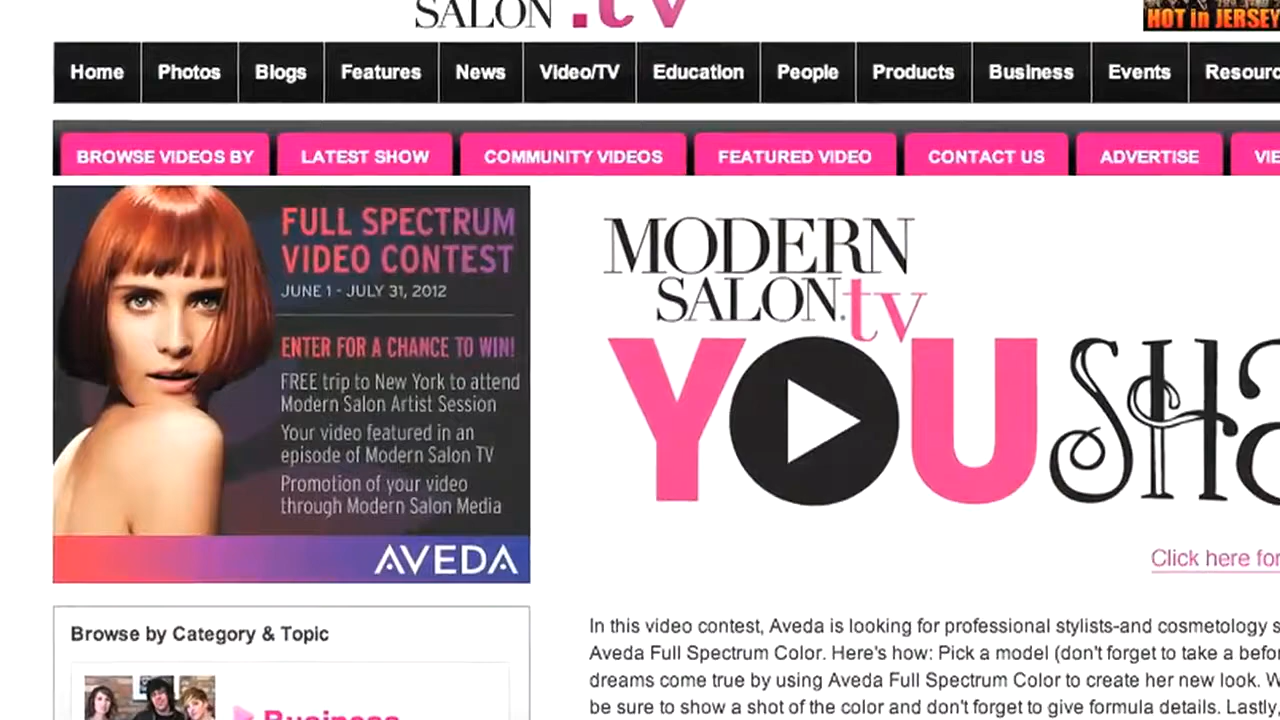 SALON .tv
HOT in JERSEY
Home Photos Blogs Features News Video/TV Education People Products Business Events
BROWSE VIDEOS BY LATEST SHOW COMMUNITY VIDEOS FEATURED VIDEO CONTACT US ADVERTISE
FULL SPECTRUM
VIDEO CONTEST
JUNE 1 - JULY 31, 2012
ENTER FOR A CHANCE TO WIN!
FREE trip to New York to attend
Modern Salon Artist Session
Your video featured in an
episode of Modern Salon TV
Promotion of your video
through Modern Salon Media
AVEDA
MODERN
SALON.tv
YOU SH
Click here for
Browse by Category & Topic
Business
In this video contest, Aveda is looking for professional stylists-and cosmetology
Aveda Full Spectrum Color. Here's how: Pick a model (don't forget to take a
dreams come true by using Aveda Full Spectrum Color to create her new look.
be sure to show a shot of the color and don't forget to give formula details. Lastly,